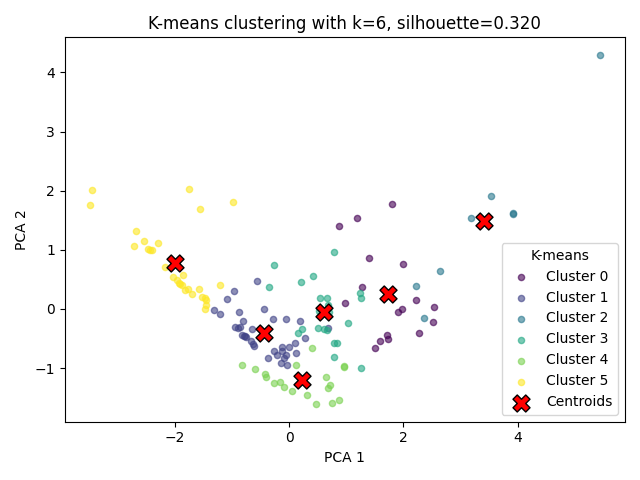 K-means clustering with k=6, silhouette=0.320
PCA 2
4
3
2
1
0
−1
−2
0
2
4
PCA 1
K-means
Cluster 0
Cluster 1
Cluster 2
Cluster 3
Cluster 4
Cluster 5
Centroids